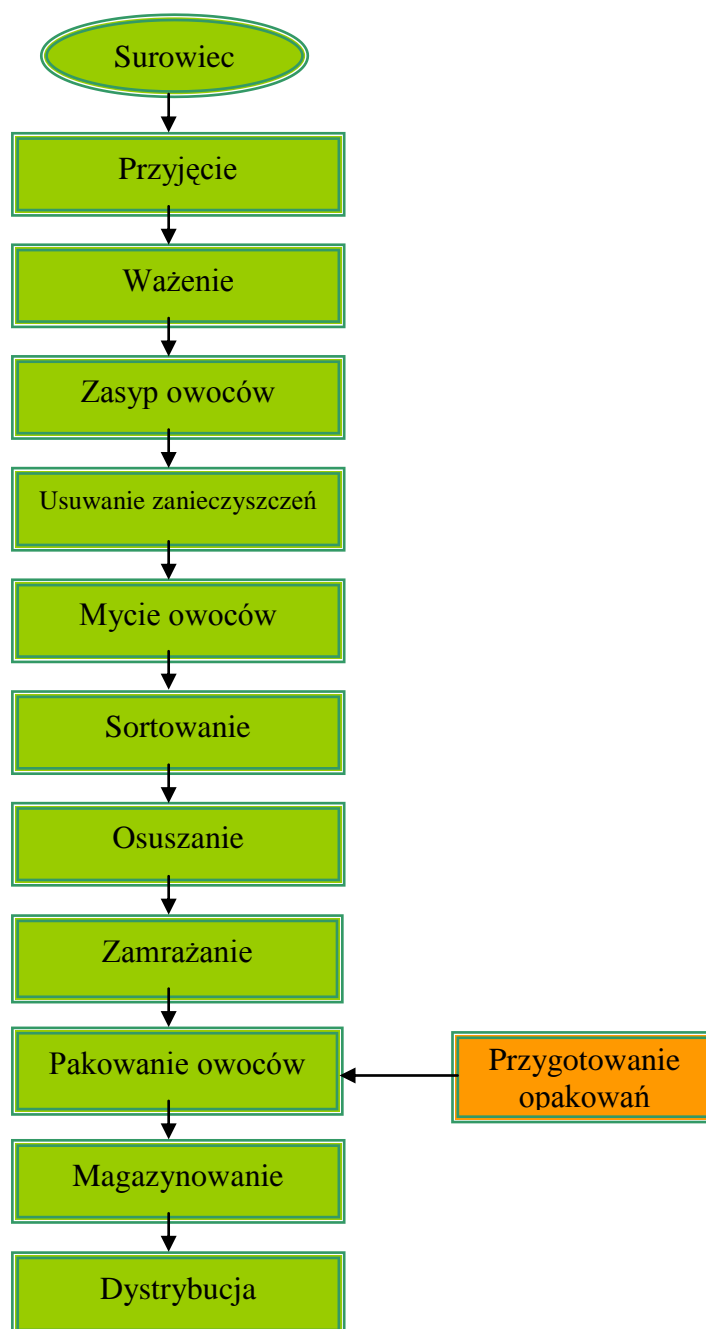 Surowiec
Przyjęcie
Ważenie
Zasyp owoców
Usuwanie zanieczyszczeń
Mycie owoców
Sortowanie
Osuszanie
Zamrażanie
Pakowanie owoców
Przygotowanie
opakowań
Magazynowanie
Dystrybucja